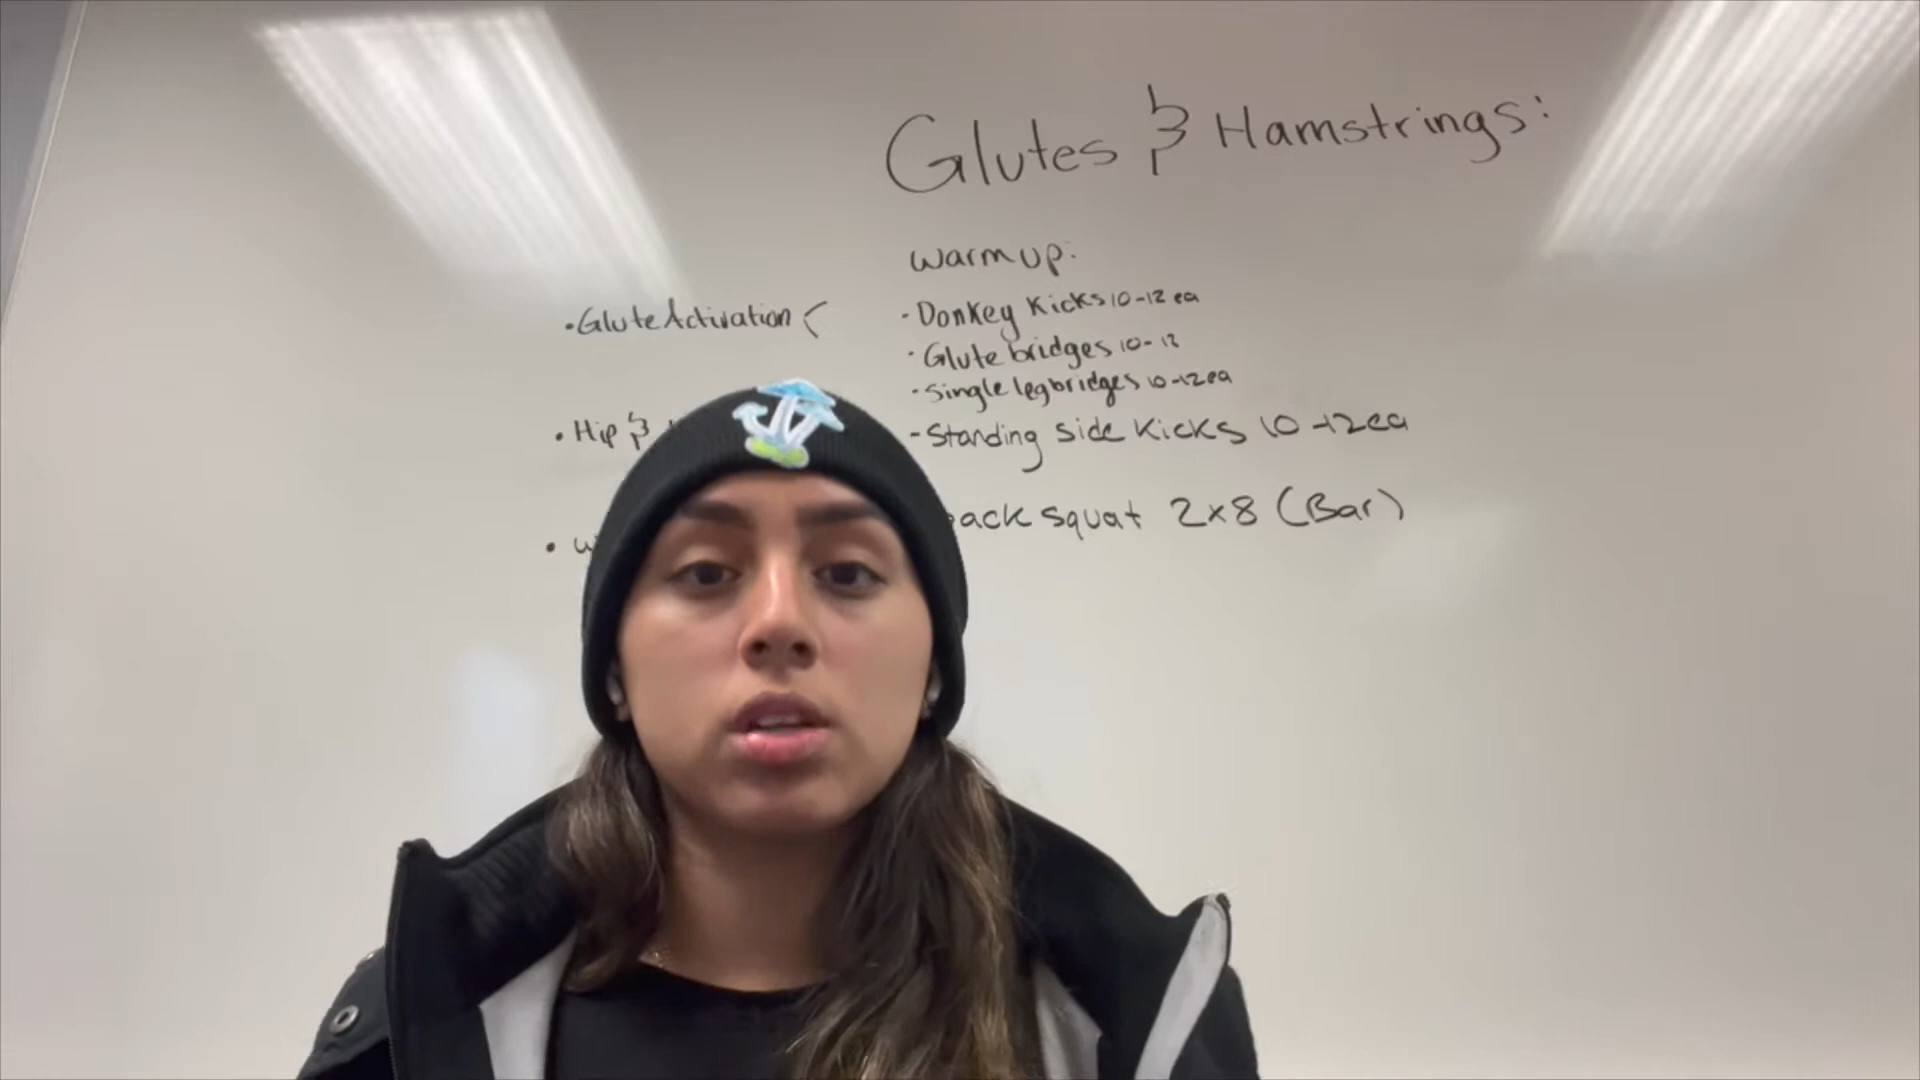 Glutes & Hamstrings:
Warm up:
• Glute Activation <
- Donkey Kicks 10-12 ea
• Glute bridges 10-12
• Single leg bridges 10-12 ea
• Hip &
- Standing side kicks 10-12 ea
back squat 2x8 (Bar)